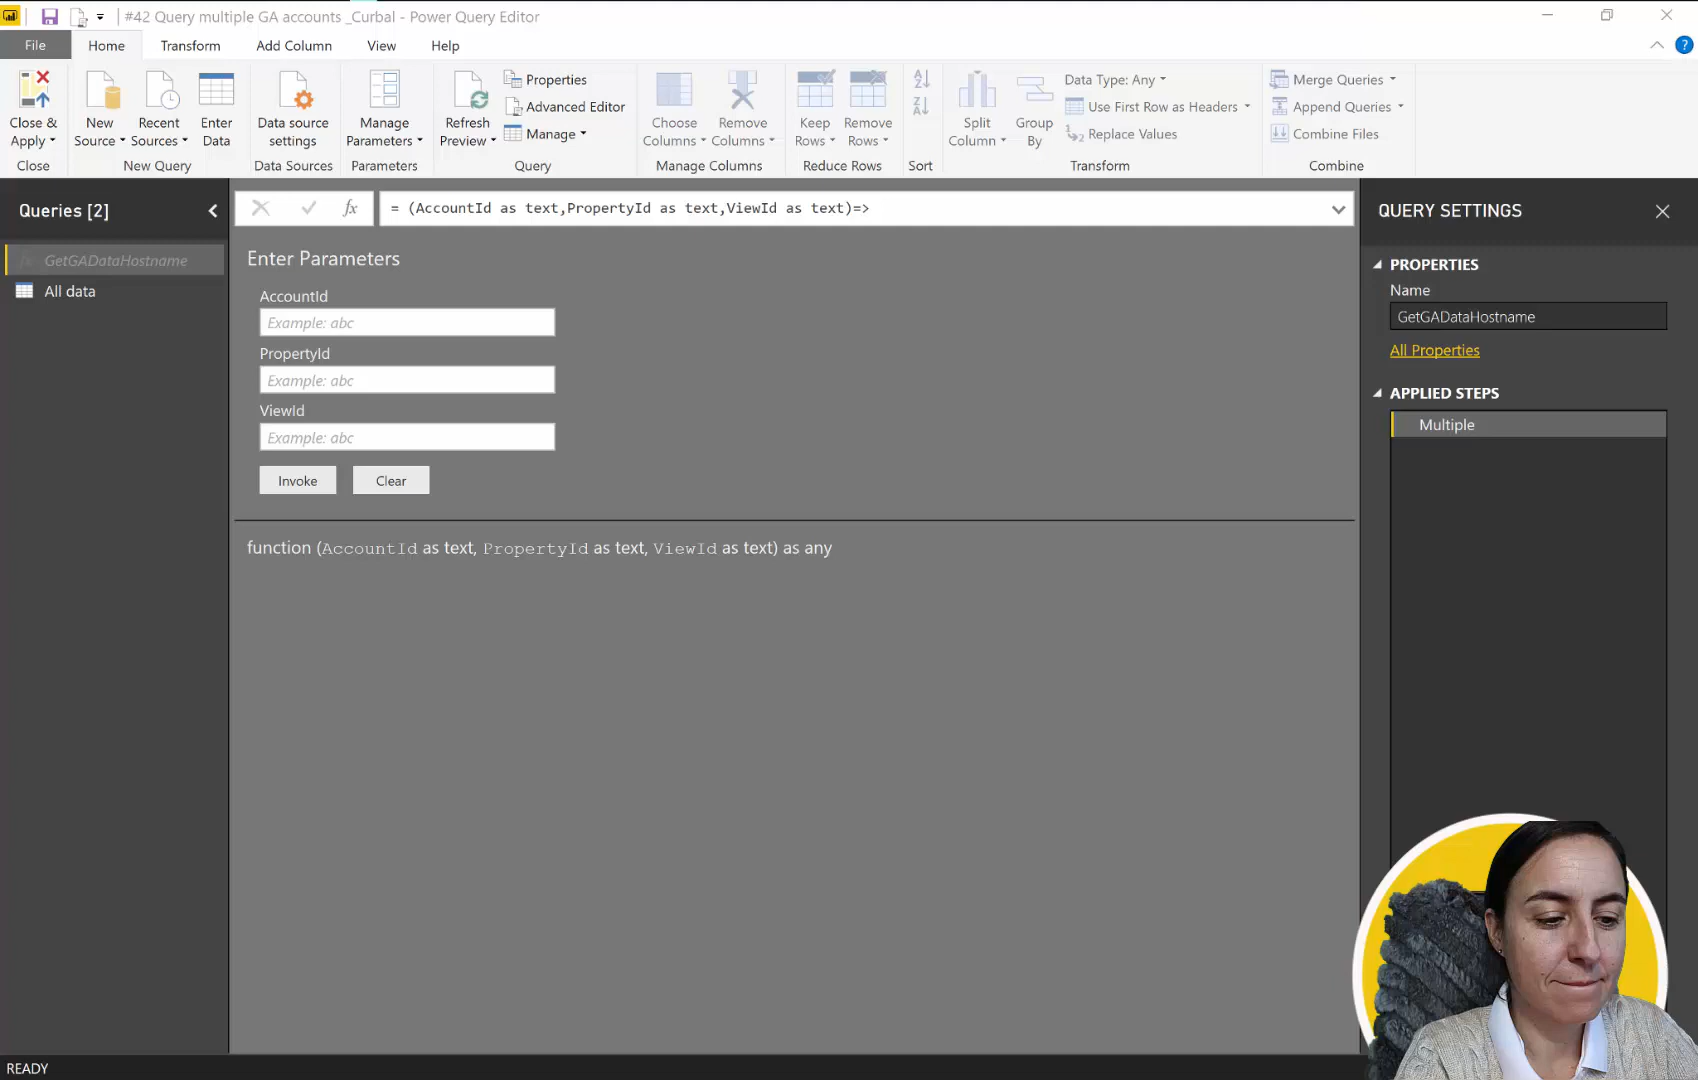 #42 Query multiple GA accounts _Curbal - Power Query Editor
File Home Transform Add Column View Help
Close & Apply
New Source
Recent Sources
Enter Data
Data source settings
Manage Parameters
Refresh Preview
Properties
Advanced Editor
Manage
Choose Columns
Remove Columns
Keep Rows
Remove Rows
A Z
Z A
Split Column
Group By
Data Type: Any
Use First Row as Headers
1 2 Replace Values
Merge Queries
Append Queries
Combine Files
?
Close New Query Data Sources Parameters Query Manage Columns Reduce Rows Sort Transform Combine
Queries [2]
GetGADataHostname
All data
fx = (AccountId as text,PropertyId as text,ViewId as text)=>
Enter Parameters
AccountId
Example: abc
PropertyId
Example: abc
ViewId
Example: abc
Invoke Clear
function (AccountId as text, PropertyId as text, ViewId as text) as any
QUERY SETTINGS
PROPERTIES
Name
GetGADataHostname
All Properties
APPLIED STEPS
Multiple
READY